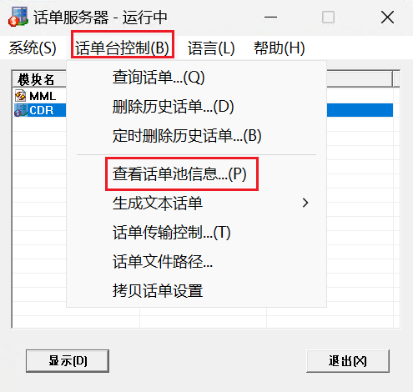 话单服务器 - 运行中
系统(S) 话单台控制(B) 语言(L) 帮助(H)
模块名
MML
CDR
查询话单...(Q)
删除历史话单...(D)
定时删除历史话单...(B)
查看话单池信息...(P)
生成文本话单
话单传输控制...(T)
话单文件路径...
拷贝话单设置
显示(D) 退出(X)